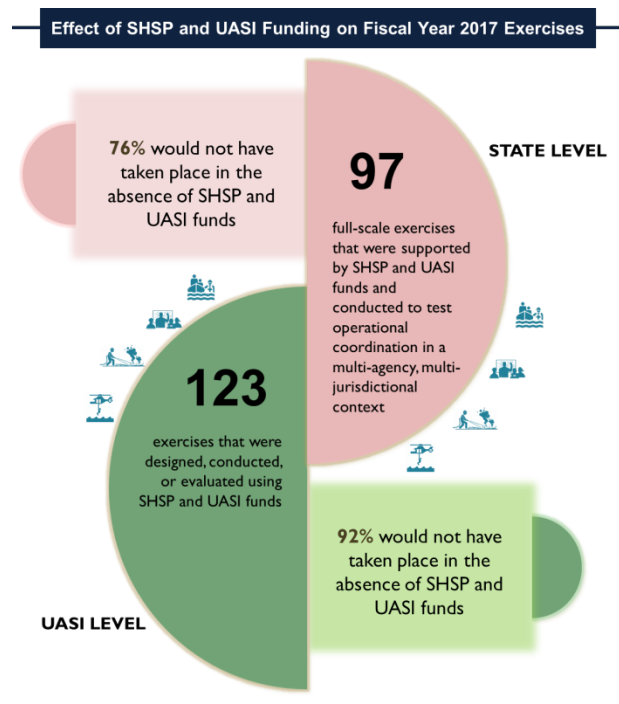 Effect of SHSP and UASI Funding on Fiscal Year 2017 Exercises
76% would not have
taken place in the
absence of SHSP and
UASI funds
STATE LEVEL
97
full-scale exercises
that were supported
by SHSP and UASI
funds and
conducted to test
operational
coordination in a
multi-agency, multi-
jurisdictional
context
123
exercises that were
designed, conducted,
or evaluated using
SHSP and UASI funds
UASI LEVEL
92% would not have
taken place in the
absence of SHSP and
UASI funds